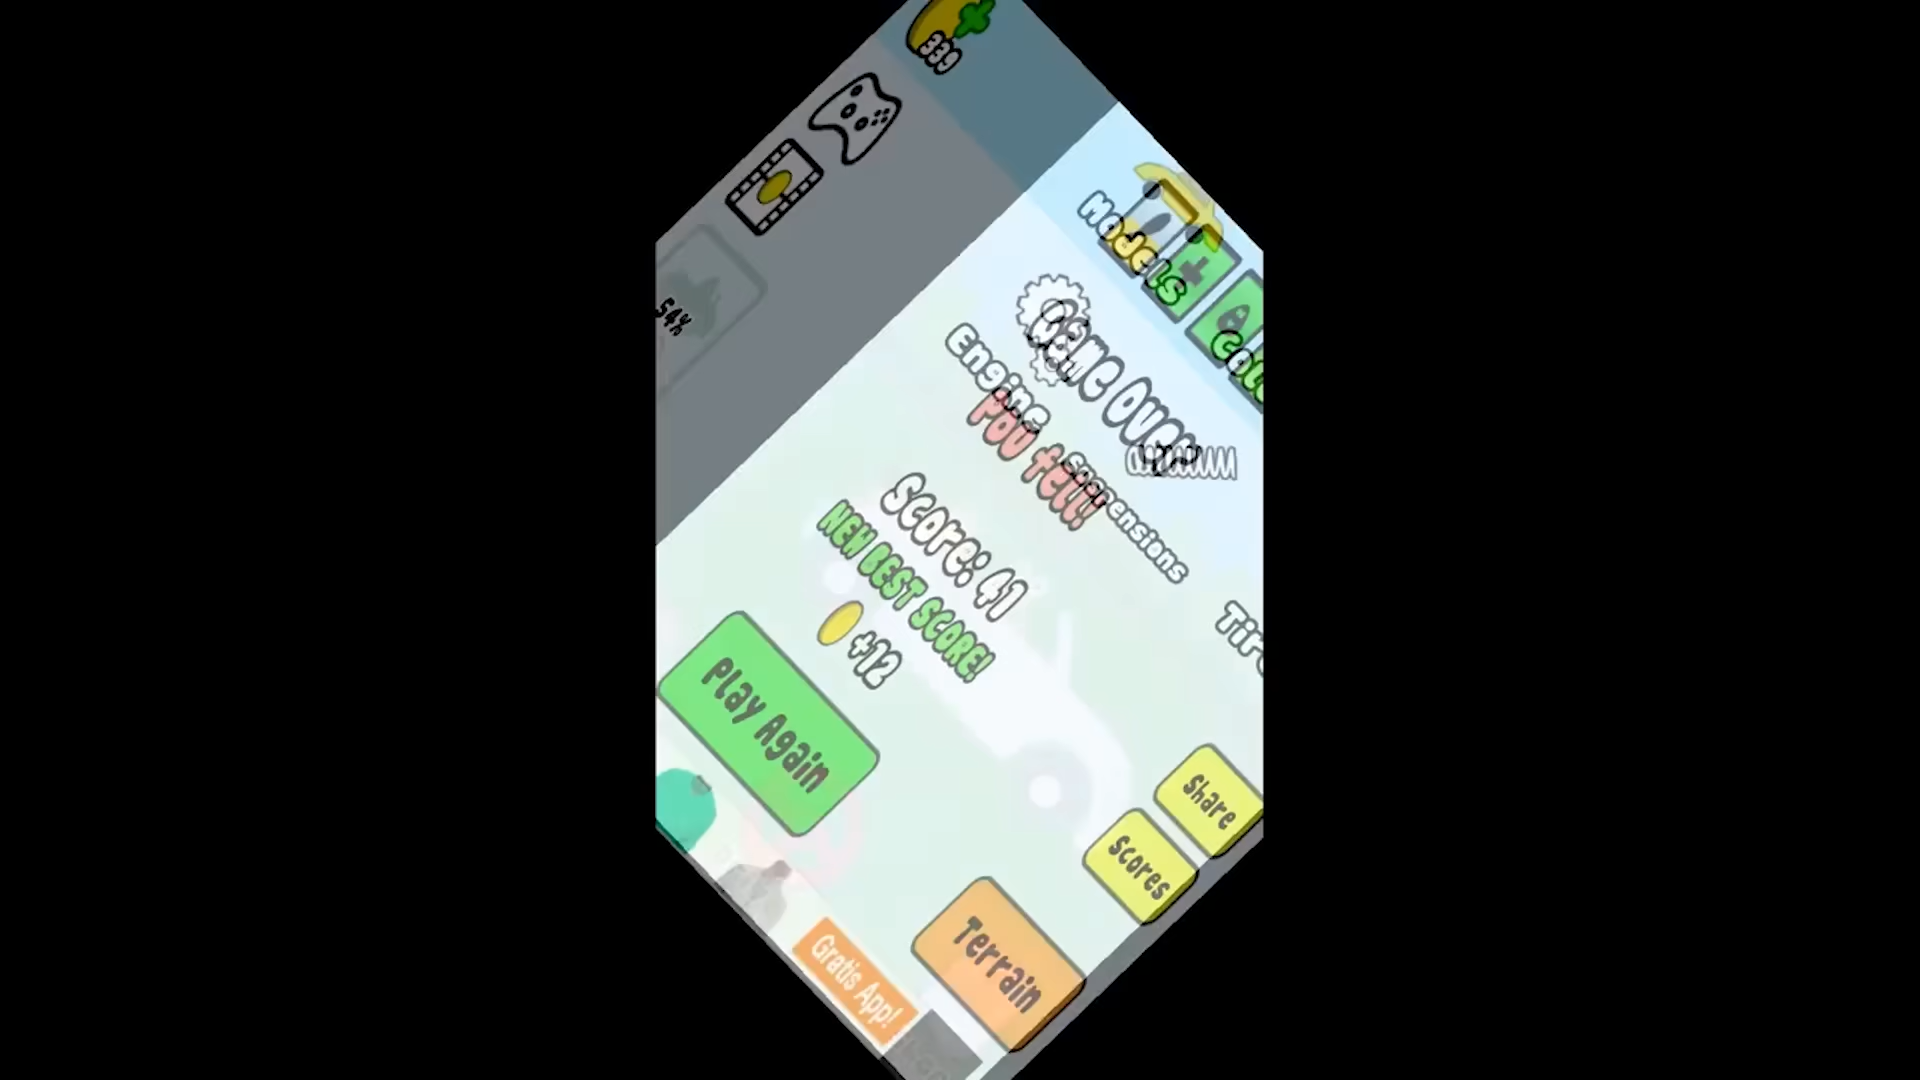 339
54%
Models
Game Over
Engine
Pou fell!
Suspensions
Score: 41
NEW BEST SCORE!
+12
Play Again
Share
Scores
Terrain
Gratis App!